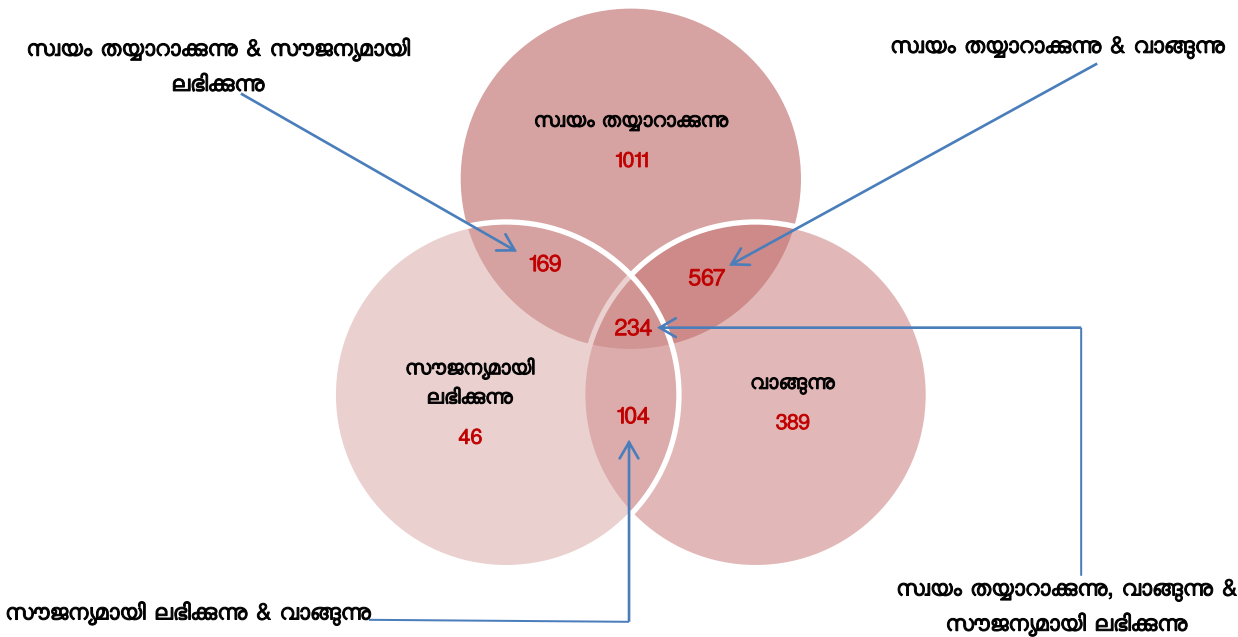 സ്വയം തയ്യാറാക്കുന്നു & സൗജന്യമായി
ലഭിക്കുന്നു
സ്വയം തയ്യാറാക്കുന്നു & വാങ്ങുന്നു
സ്വയം തയ്യാറാക്കുന്നു
1011
169
567
234
സൗജന്യമായി
ലഭിക്കുന്നു
46
104
വാങ്ങുന്നു
389
സൗജന്യമായി ലഭിക്കുന്നു & വാങ്ങുന്നു
സ്വയം തയ്യാറാക്കുന്നു, വാങ്ങുന്നു &
സൗജന്യമായി ലഭിക്കുന്നു